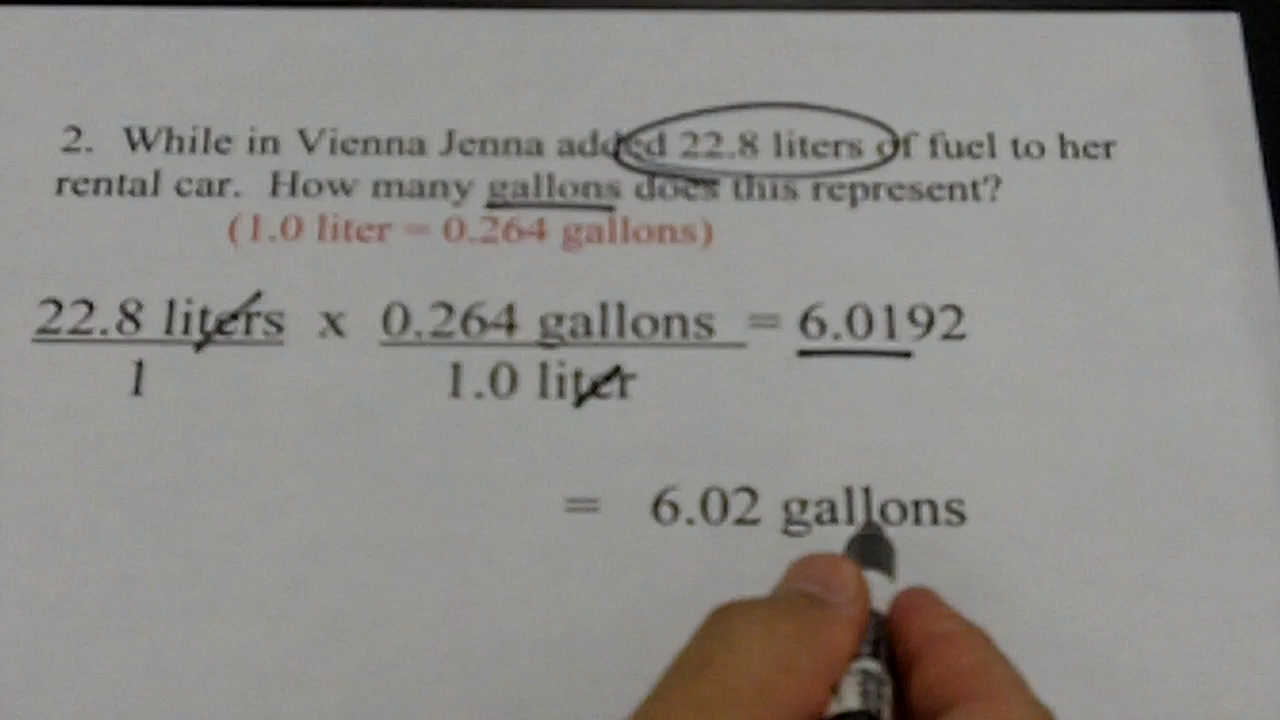 2. While in Vienna Jenna added 22.8 liters of fuel to her
rental car. How many gallons does this represent?
(1.0 liter = 0.264 gallons)
22.8 liters x 0.264 gallons = 6.0192
1 1.0 liter
= 6.02 gallons